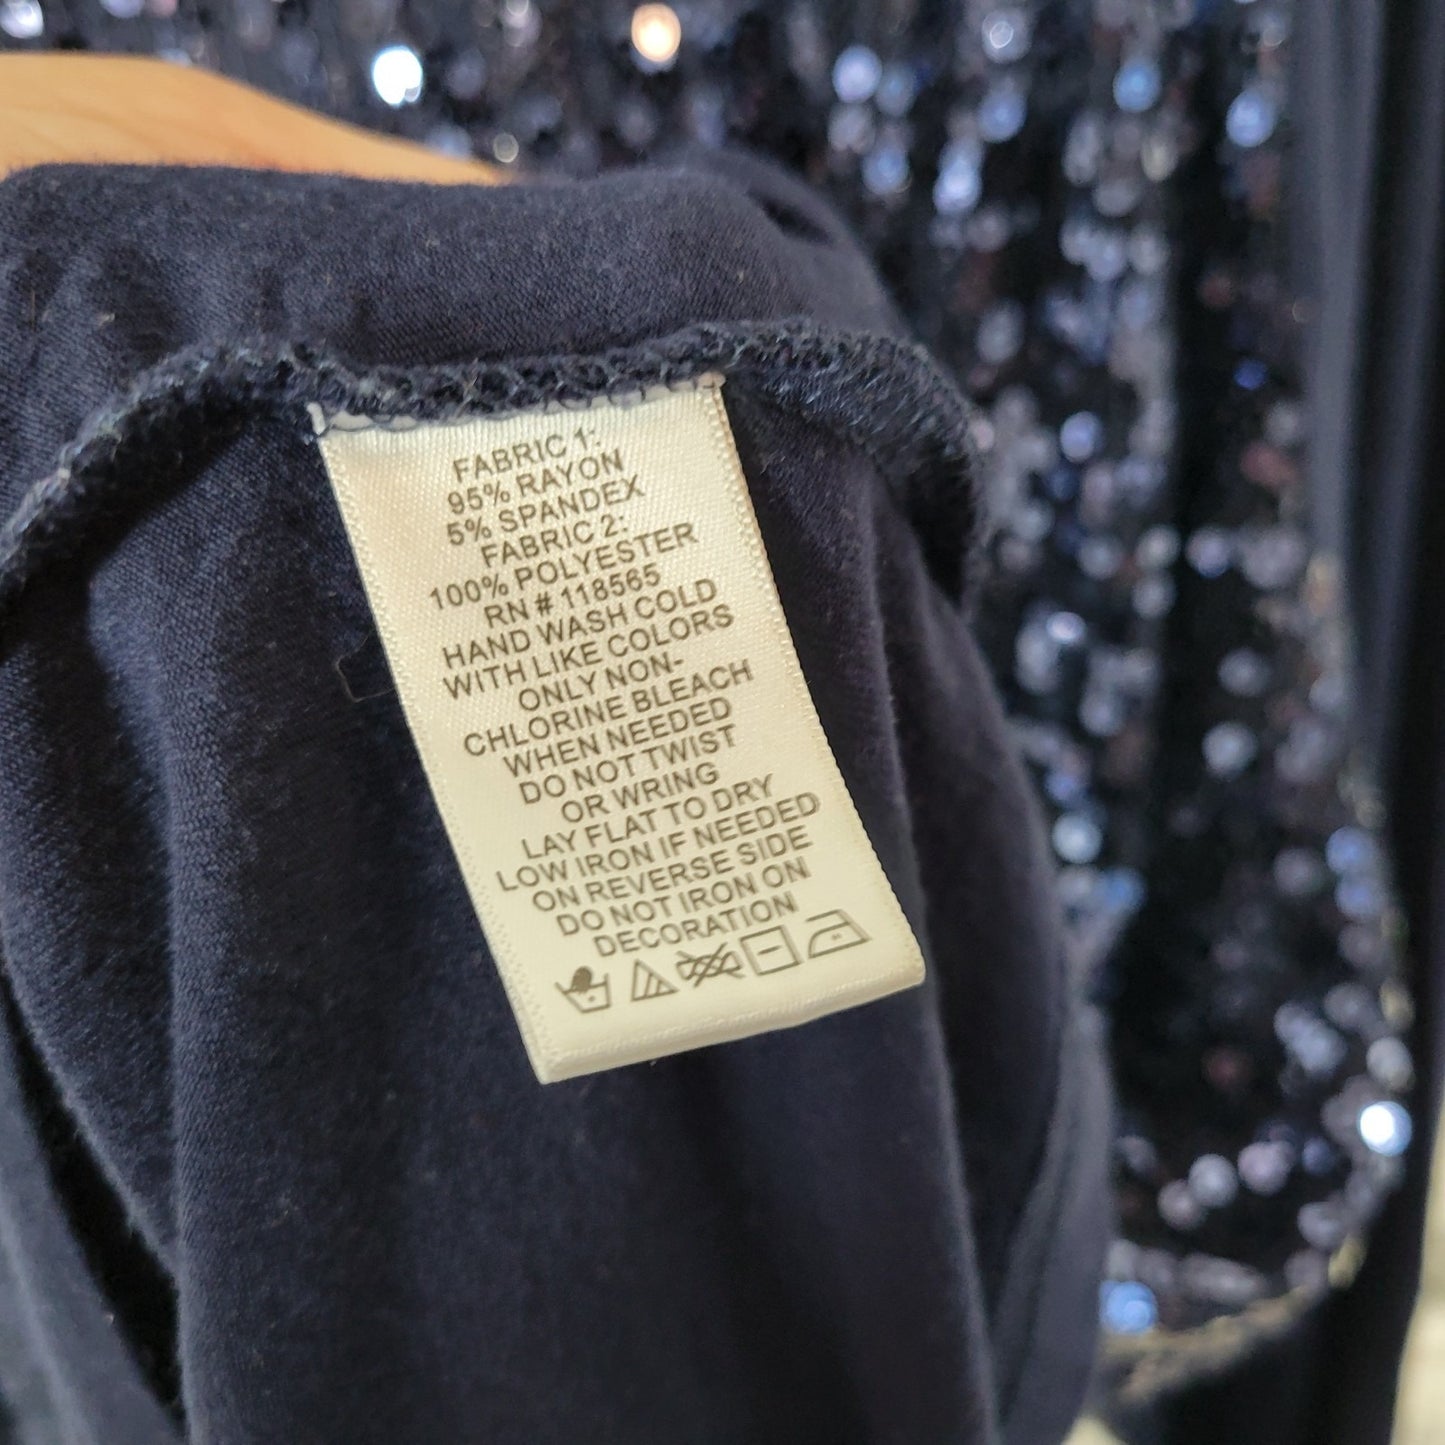 FABRIC 1:
95% RAYON
5% SPANDEX
FABRIC 2:
100% POLYESTER
RN # 118565
HAND WASH COLD
WITH LIKE COLORS
ONLY NON-
CHLORINE BLEACH
WHEN NEEDED
DO NOT TWIST
OR WRING
LAY FLAT TO DRY
LOW IRON IF NEEDED
ON REVERSE SIDE
DO NOT IRON ON
DECORATION